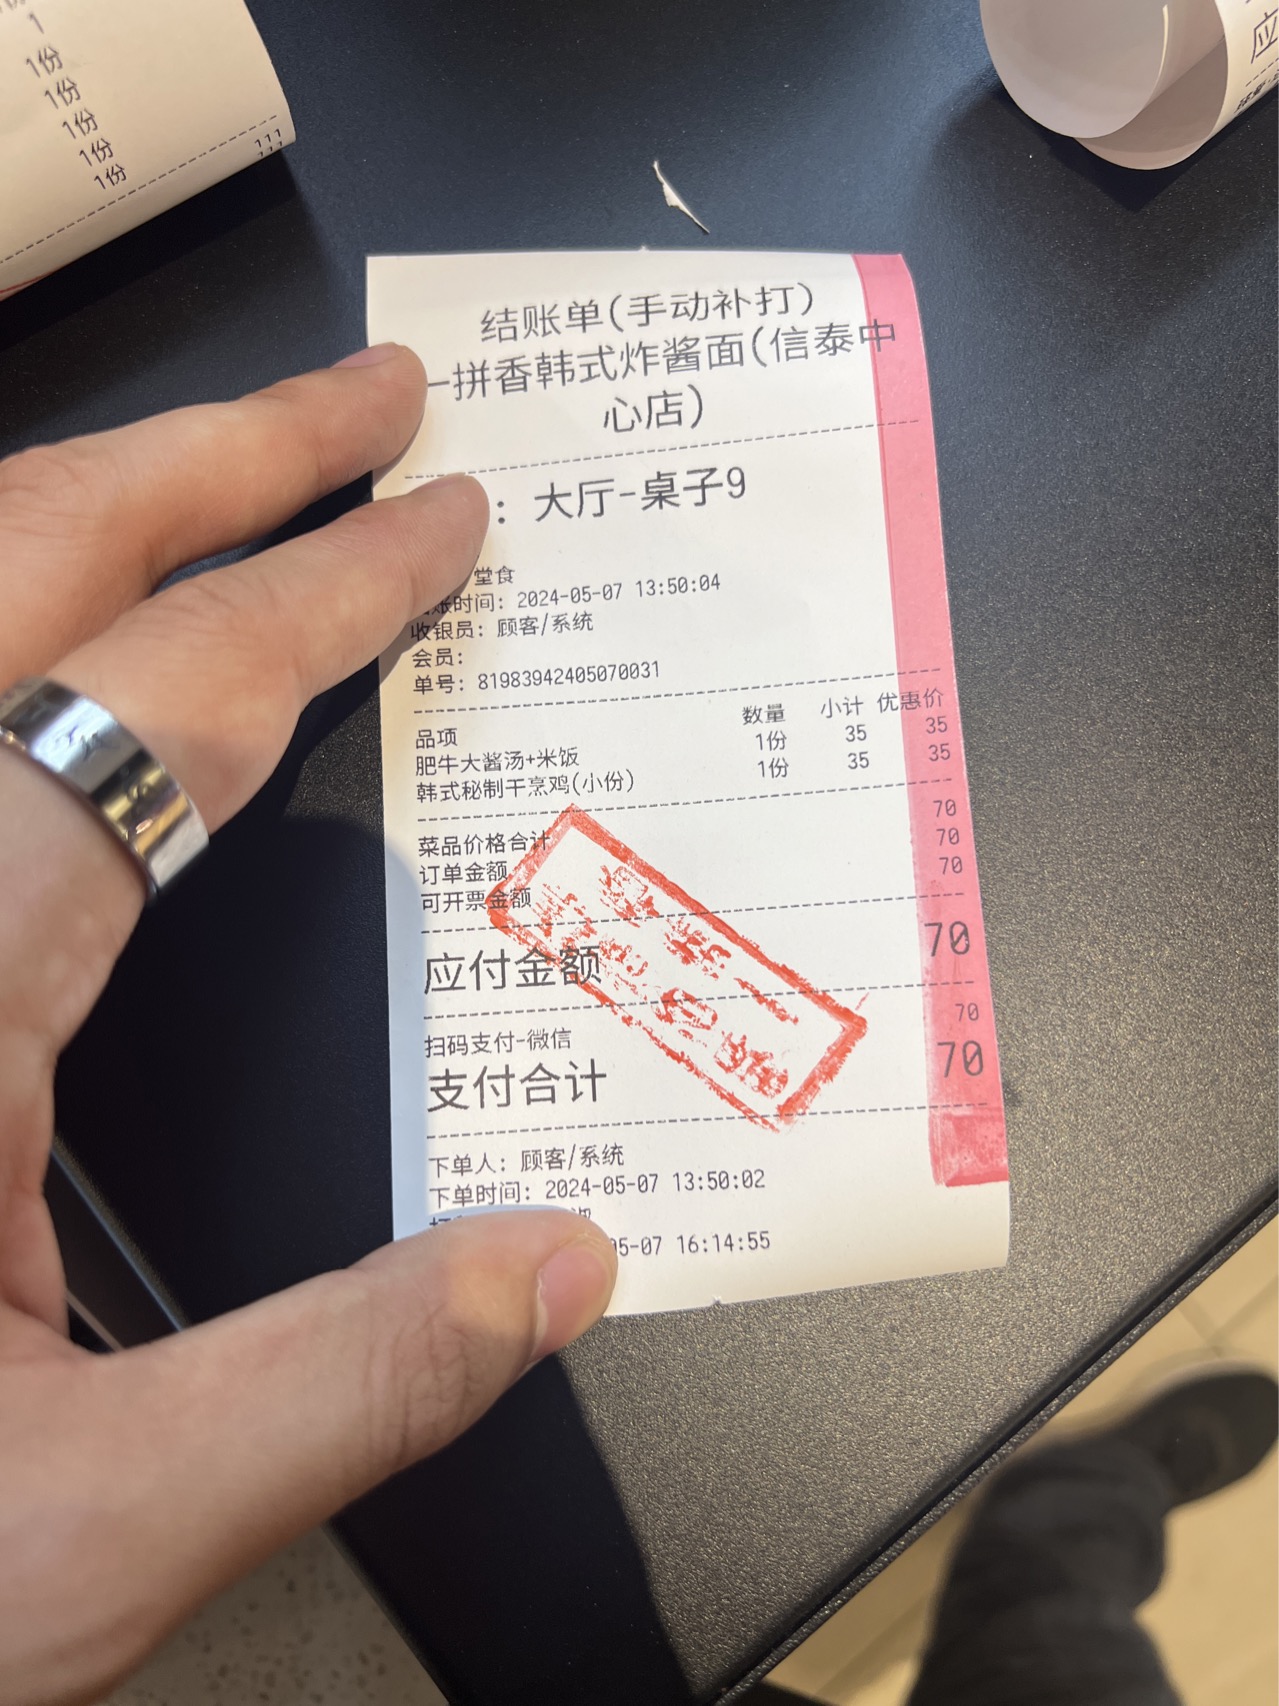 1
1份
1份
1份
1份
1份
应
结账单(手动补打)
一拼香韩式炸酱面(信泰中
心店)
: 大厅-桌子9
堂食
账时间: 2024-05-07 13:50:04
收银员: 顾客/系统
会员:
单号: 81983942405070031
品项 数量 小计 优惠价
肥牛大酱汤+米饭 1份 35 35
韩式秘制干烹鸡(小份) 1份 35 35
菜品价格合计 70
订单金额 70
可开票金额 70
应付金额 70
扫码支付-微信 70
支付合计 70
下单人: 顾客/系统
下单时间: 2024-05-07 13:50:02
05-07 16:14:55